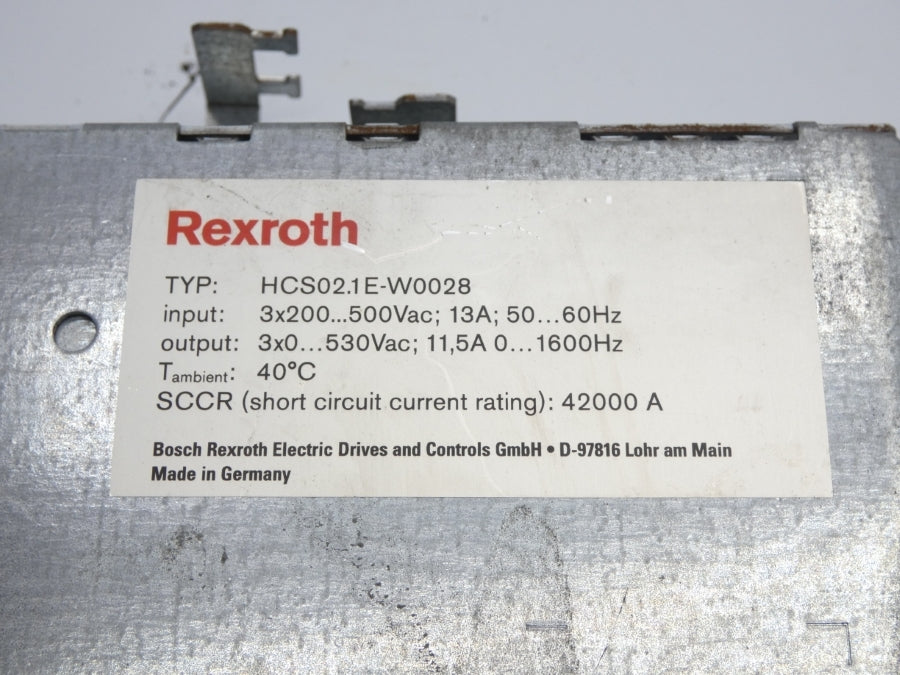 Rexroth
TYP: HCS02.1E-W0028
input: 3x200...500Vac; 13A; 50...60Hz
output: 3x0...530Vac; 11,5A 0...1600Hz
Tambient: 40°C
SCCR (short circuit current rating): 42000 A
Bosch Rexroth Electric Drives and Controls GmbH • D-97816 Lohr am Main
Made in Germany